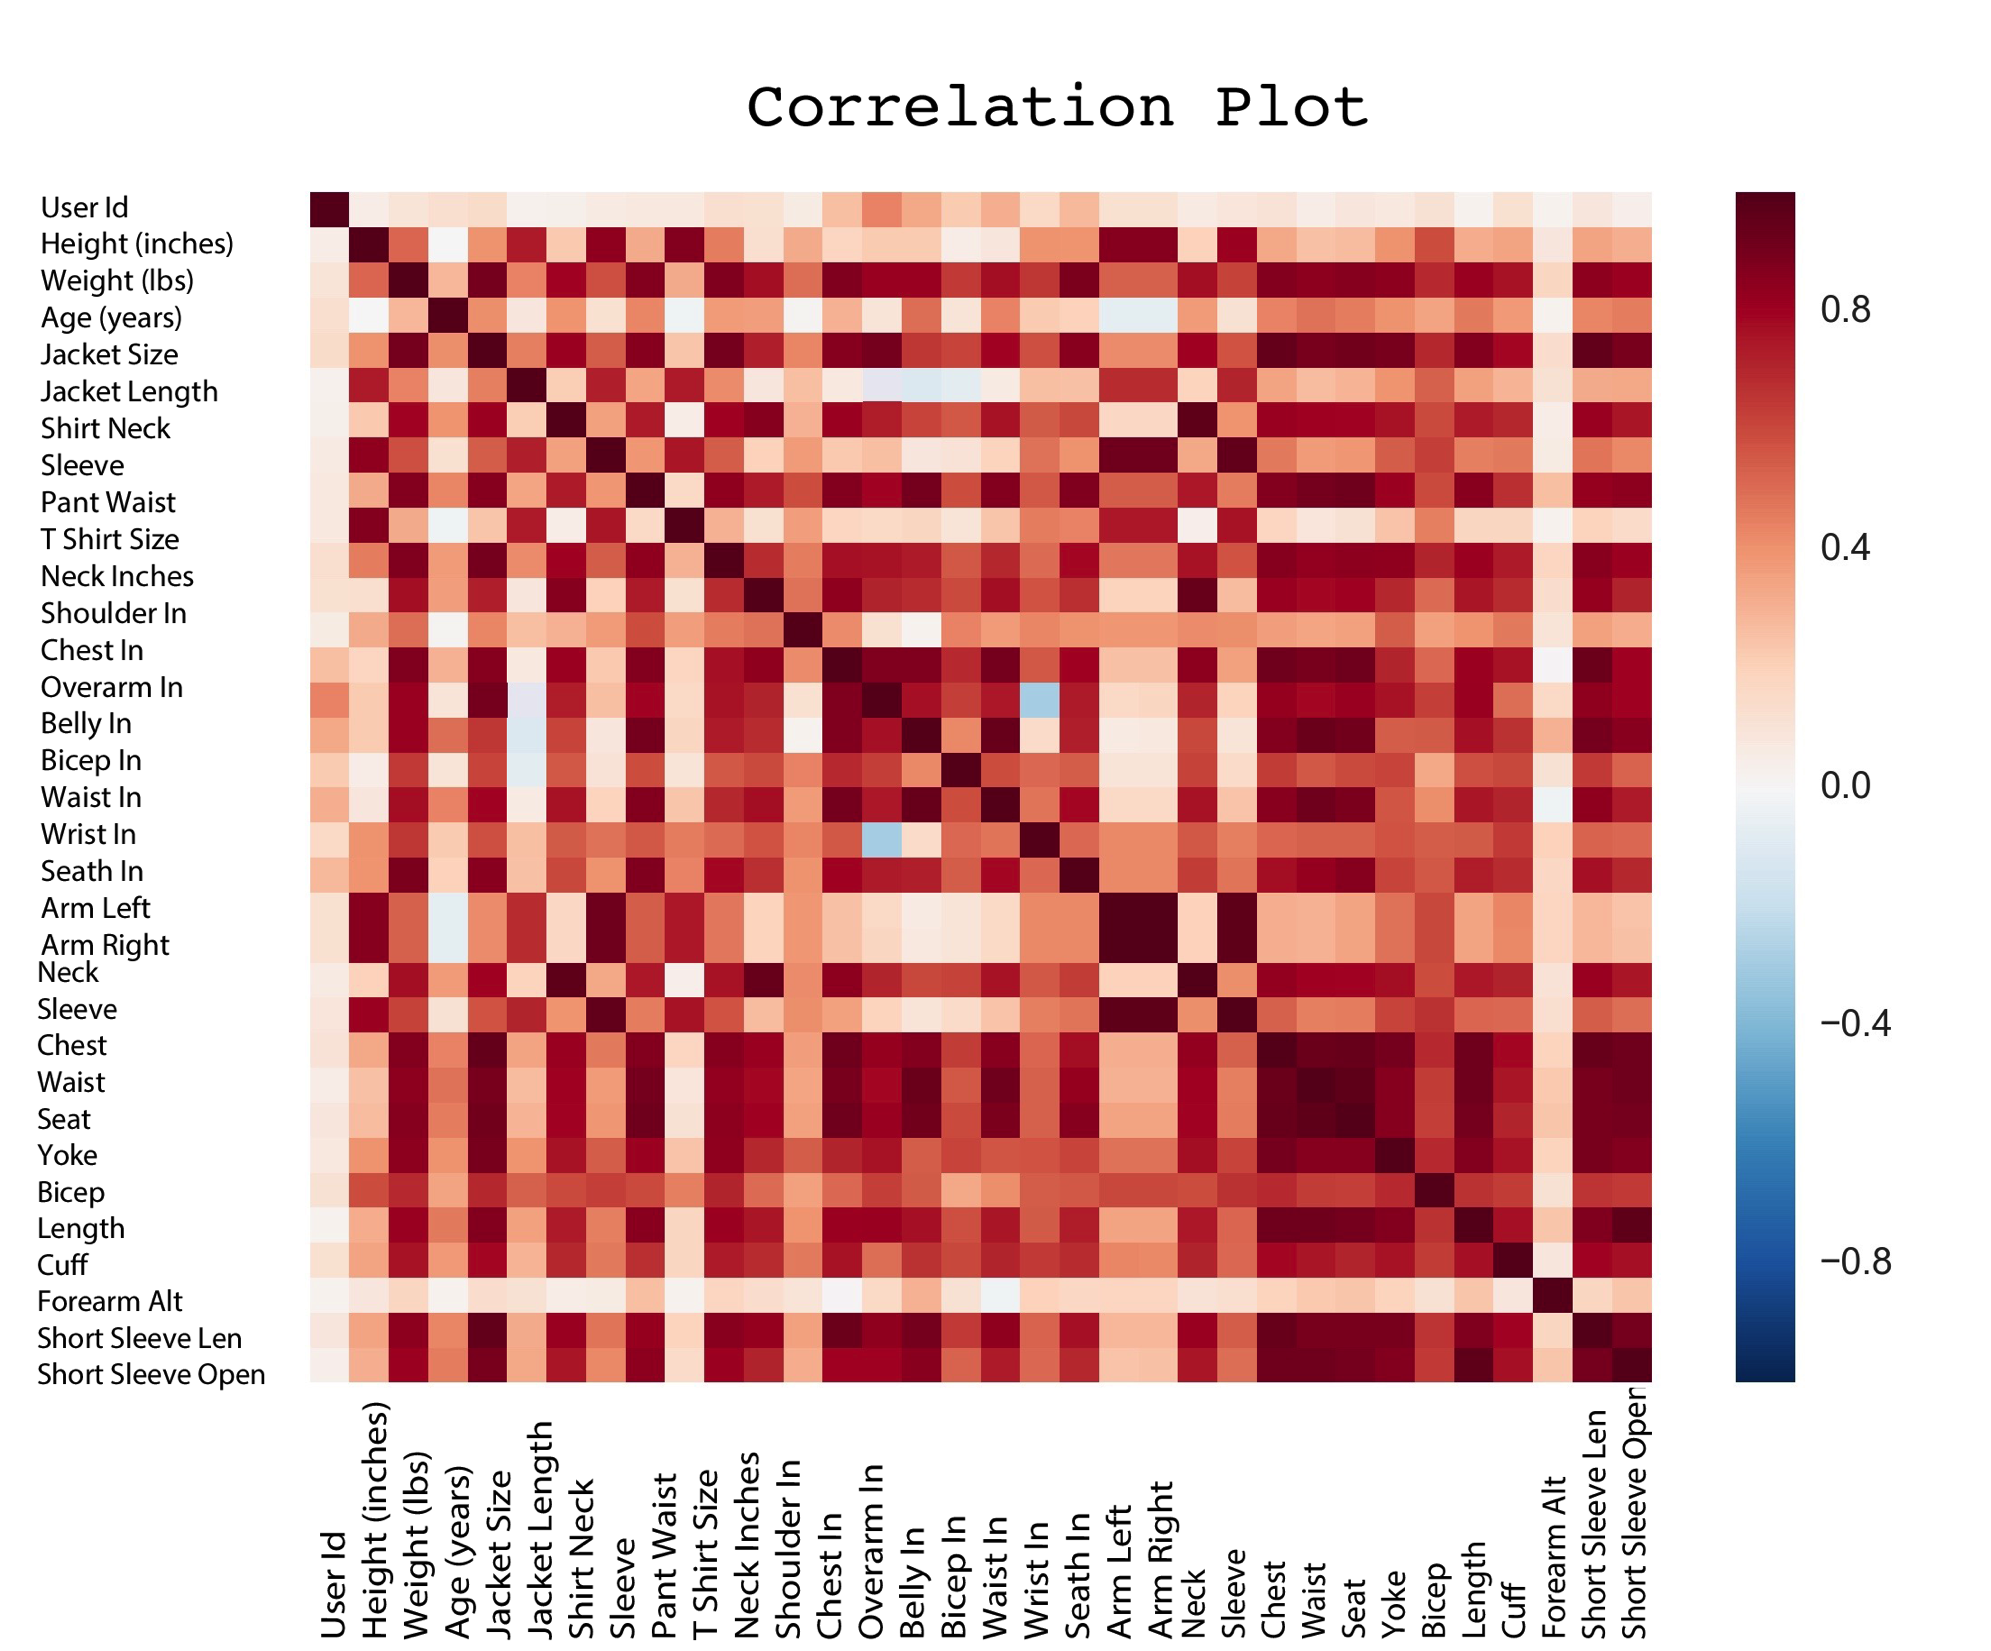 Correlation Plot
User Id
Height (inches)
Weight (lbs)
Age (years)
Jacket Size
Jacket Length
Shirt Neck
Sleeve
Pant Waist
T Shirt Size
Neck Inches
Shoulder In
Chest In
Overarm In
Belly In
Bicep In
Waist In
Wrist In
Seath In
Arm Left
Arm Right
Neck
Sleeve
Chest
Waist
Seat
Yoke
Bicep
Length
Cuff
Forearm Alt
Short Sleeve Len
Short Sleeve Open
0.8
0.4
0.0
−0.4
−0.8
User Id
Height (inches)
Weight (lbs)
Age (years)
Jacket Size
Jacket Length
Shirt Neck
Sleeve
Pant Waist
T Shirt Size
Neck Inches
Shoulder In
Chest In
Overarm In
Belly In
Bicep In
Waist In
Wrist In
Seath In
Arm Left
Arm Right
Neck
Sleeve
Chest
Waist
Seat
Yoke
Bicep
Length
Cuff
Forearm Alt
Short Sleeve Len
Short Sleeve Open